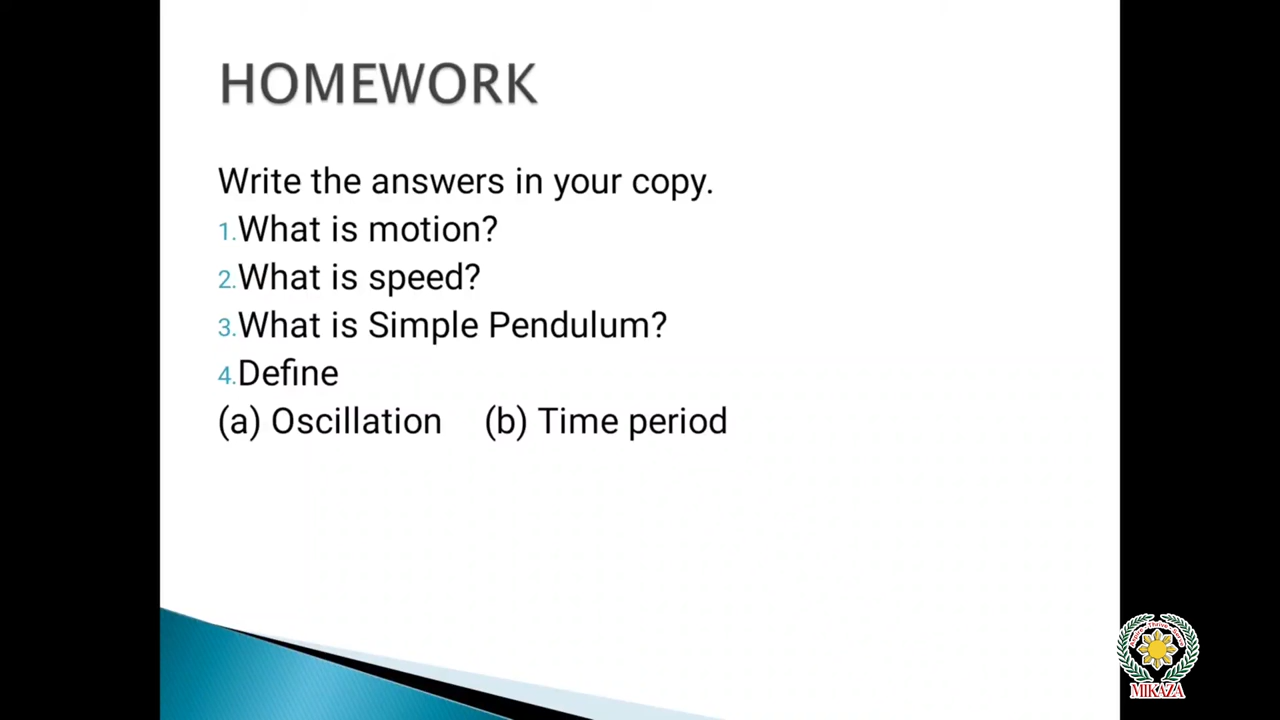 HOMEWORK
Write the answers in your copy.
1.What is motion?
2.What is speed?
3.What is Simple Pendulum?
4.Define
(a) Oscillation (b) Time period
MIKAZA